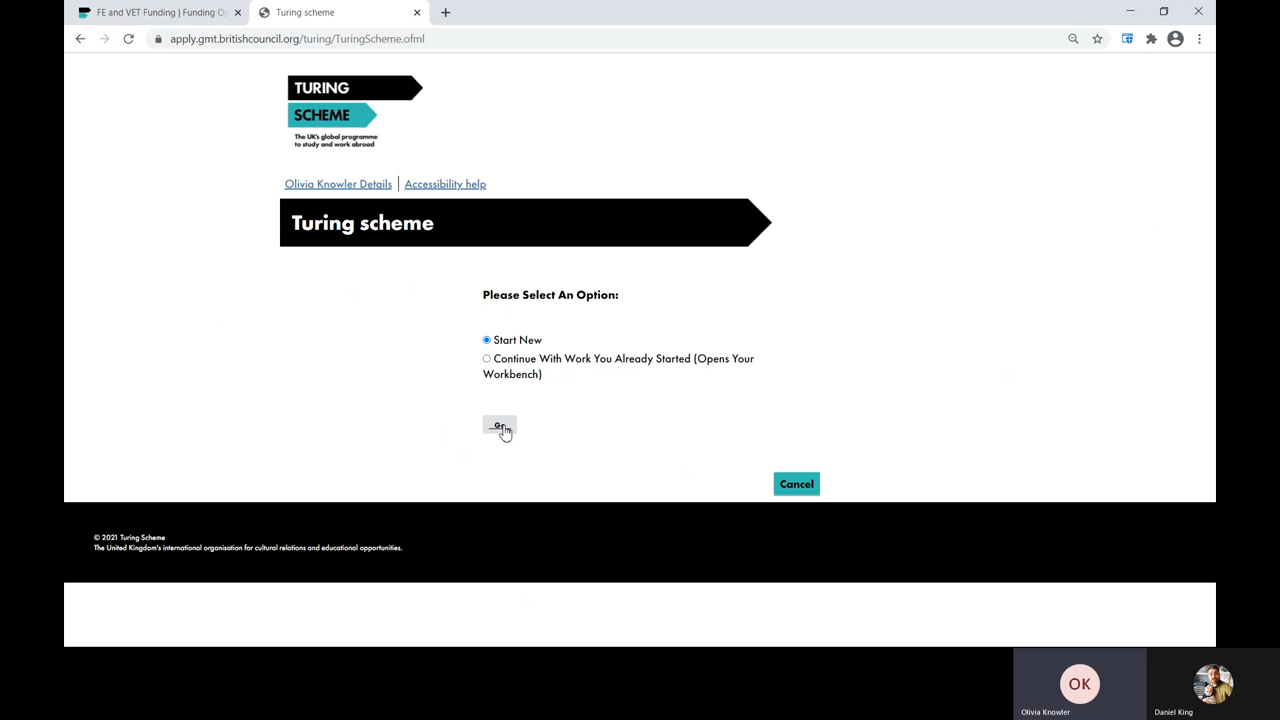 FE and VET Funding | Funding Op
Turing scheme
apply.gmt.britishcouncil.org/turing/TuringScheme.ofml
TURING
SCHEME
The UK's global programme
to study and work abroad
Olivia Knowler Details
Accessibility help
Turing scheme
Please Select An Option:
Start New
Continue With Work You Already Started (Opens Your
Workbench)
Cancel
© 2021 Turing Scheme
The United Kingdom's international organisation for cultural relations and educational opportunities.
OK
Olivia Knowler
Daniel King